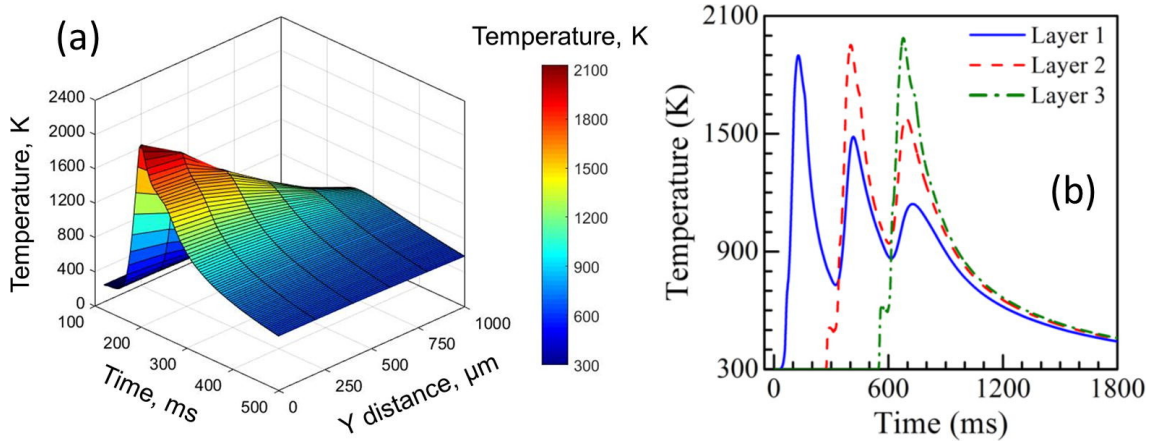 (a)
Temperature, K
2400
2000
1600
1200
800
400
0
Temperature, K
100
200
300
400
500
Time, ms
0
250
500
750
1000
Y distance, μm
2100
1800
1500
1200
900
600
300
(b)
Temperature (K)
2100
1500
900
300
Layer 1
Layer 2
Layer 3
0
600
1200
1800
Time (ms)